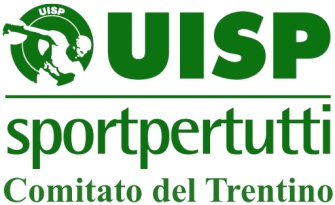 UISP
UISP
sportpertutti
Comitato del Trentino